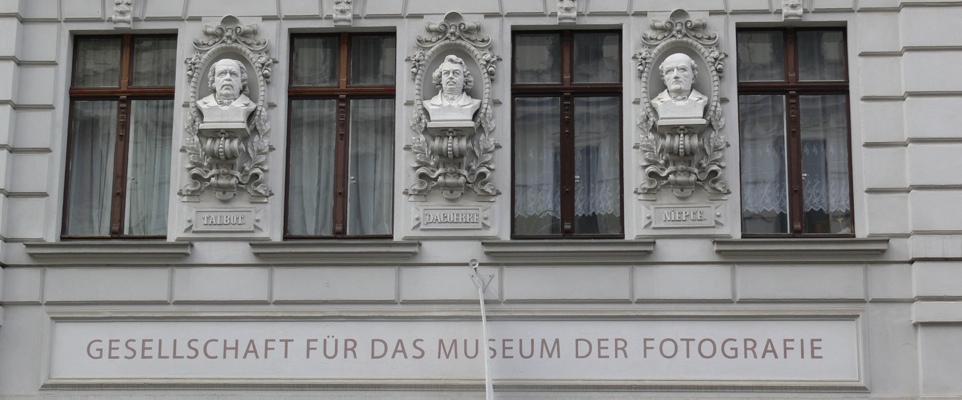 TALBOT.
DAGUERRE
NIEPCE.
GESELLSCHAFT FÜR DAS MUSEUM DER FOTOGRAFIE